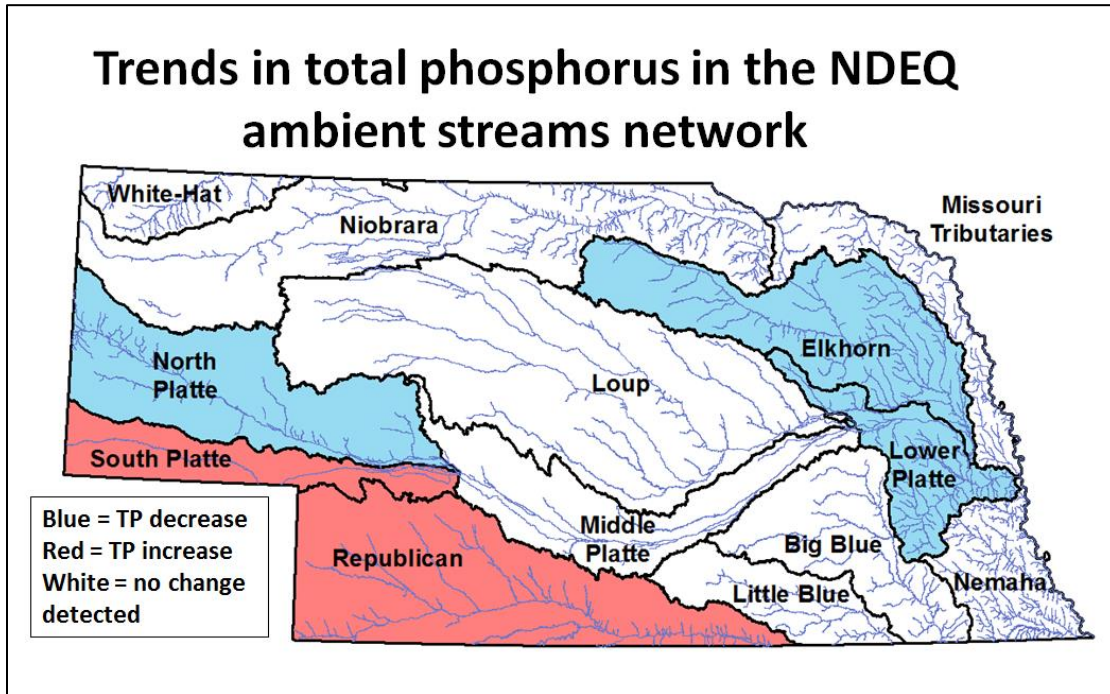 Trends in total phosphorus in the NDEQ
ambient streams network
White-Hat
Niobrara
Missouri
Tributaries
North
Platte
Elkhorn
Loup
South Platte
Lower
Platte
Blue = TP decrease
Red = TP increase
White = no change
detected
Republican
Middle
Platte
Big Blue
Little Blue
Nemaha